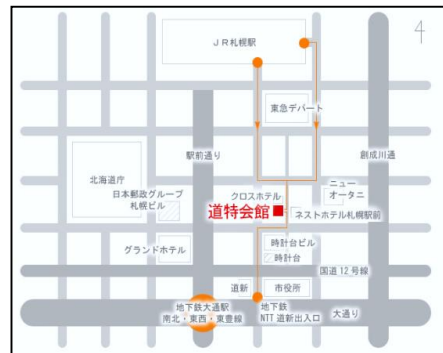 4
JR札幌駅
東急デパート
駅前通り
創成川通
北海道庁
日本郵政グループ
札幌ビル
クロスホテル
ニュー
オータニ
道特会館
ネストホテル札幌駅前
グランドホテル
時計台ビル
時計台
国道12号線
道新
市役所
地下鉄大通駅
南北・東西・東豊線
地下鉄
NTT道新出入口
大通り